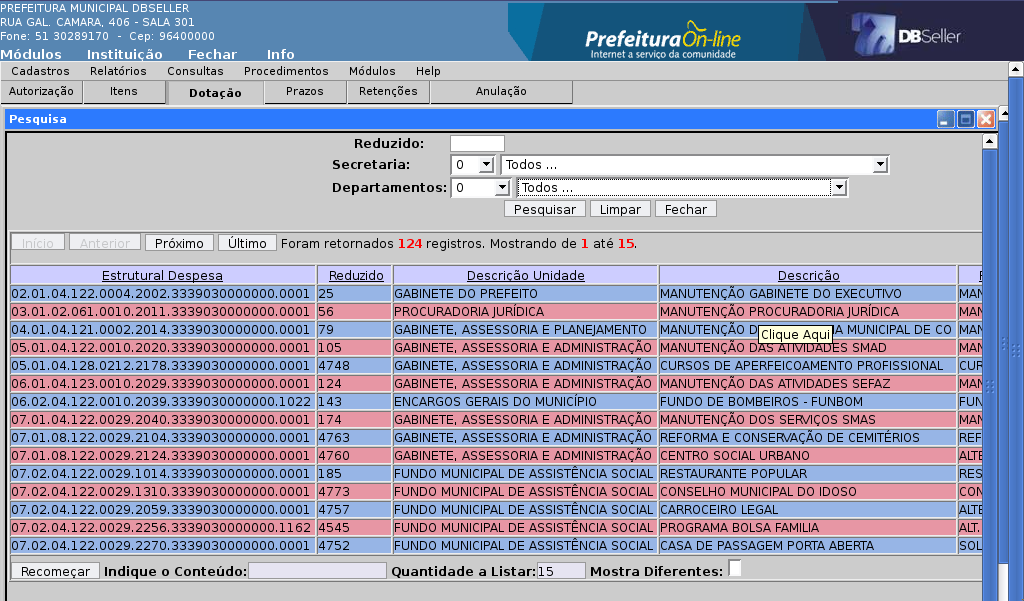 PREFEITURA MUNICIPAL DBSELLER
RUA GAL. CAMARA, 406 - SALA 301
Fone: 51 30289170 - Cep: 96400000
PrefeituraOn-line
Internet a serviço da comunidade
DBSeller
Módulos Instituição Fechar Info
Cadastros Relatórios Consultas Procedimentos Módulos Help
Autorização Itens Dotação Prazos Retenções Anulação
Pesquisa
Reduzido:
Secretaria: 0 Todos ...
Departamentos: 0 Todos ...
Pesquisar Limpar Fechar
Início Anterior Próximo Último Foram retornados 124 registros. Mostrando de 1 até 15.
Estrutural Despesa Reduzido Descrição Unidade Descrição
02.01.04.122.0004.2002.3339030000000.0001 25 GABINETE DO PREFEITO MANUTENÇÃO GABINETE DO EXECUTIVO MAN
03.01.02.061.0010.2011.3339030000000.0001 56 PROCURADORIA JURÍDICA MANUTENÇÃO PROCURADORIA JURÍDICA MAN
04.01.04.121.0002.2014.3339030000000.0001 79 GABINETE, ASSESSORIA E PLANEJAMENTO MANUTENÇÃO D A MUNICIPAL DE CO MAN
Clique Aqui
05.01.04.122.0010.2020.3339030000000.0001 105 GABINETE, ASSESSORIA E ADMINISTRAÇÃO MANUTENÇÃO DAS ATIVIDADES SMAD MAN
05.01.04.128.0212.2178.3339030000000.0001 4748 GABINETE, ASSESSORIA E ADMINISTRAÇÃO CURSOS DE APERFEICOAMENTO PROFISSIONAL CUR
06.01.04.123.0010.2029.3339030000000.0001 124 GABINETE, ASSESSORIA E ADMINISTRAÇÃO MANUTENÇÃO DAS ATIVIDADES SEFAZ MAN
06.02.04.122.0010.2039.3339030000000.1022 143 ENCARGOS GERAIS DO MUNICÍPIO FUNDO DE BOMBEIROS - FUNBOM FUN
07.01.04.122.0029.2040.3339030000000.0001 174 GABINETE, ASSESSORIA E ADMINISTRAÇÃO MANUTENÇÃO DOS SERVIÇOS SMAS MAN
07.01.08.122.0029.2104.3339030000000.0001 4763 GABINETE, ASSESSORIA E ADMINISTRAÇÃO REFORMA E CONSERVAÇÃO DE CEMITÉRIOS REF
07.01.08.122.0029.2124.3339030000000.0001 4760 GABINETE, ASSESSORIA E ADMINISTRAÇÃO CENTRO SOCIAL URBANO ALTE
07.02.04.122.0029.1014.3339030000000.0001 185 FUNDO MUNICIPAL DE ASSISTÊNCIA SOCIAL RESTAURANTE POPULAR RES
07.02.04.122.0029.1310.3339030000000.0001 4773 FUNDO MUNICIPAL DE ASSISTÊNCIA SOCIAL CONSELHO MUNICIPAL DO IDOSO CON
07.02.04.122.0029.2059.3339030000000.0001 4757 FUNDO MUNICIPAL DE ASSISTÊNCIA SOCIAL CARROCEIRO LEGAL ALTE
07.02.04.122.0029.2256.3339030000000.1162 4545 FUNDO MUNICIPAL DE ASSISTÊNCIA SOCIAL PROGRAMA BOLSA FAMILIA ALT.
07.02.04.122.0029.2270.3339030000000.0001 4752 FUNDO MUNICIPAL DE ASSISTÊNCIA SOCIAL CASA DE PASSAGEM PORTA ABERTA SOL
Recomeçar Indique o Conteúdo: Quantidade a Listar: 15 Mostra Diferentes: